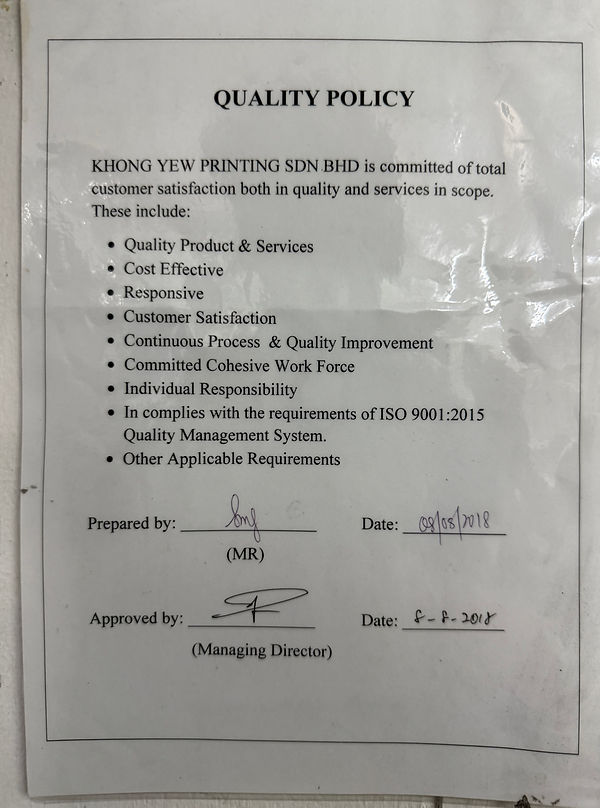 QUALITY POLICY
KHONG YEW PRINTING SDN BHD is committed of total
customer satisfaction both in quality and services in scope.
These include:
• Quality Product & Services
• Cost Effective
• Responsive
• Customer Satisfaction
• Continuous Process & Quality Improvement
• Committed Cohesive Work Force
• Individual Responsibility
• In complies with the requirements of ISO 9001:2015
Quality Management System.
• Other Applicable Requirements
Prepared by: Date: 08/08/2018
(MR)
Approved by: Date: 8-8-2018
(Managing Director)